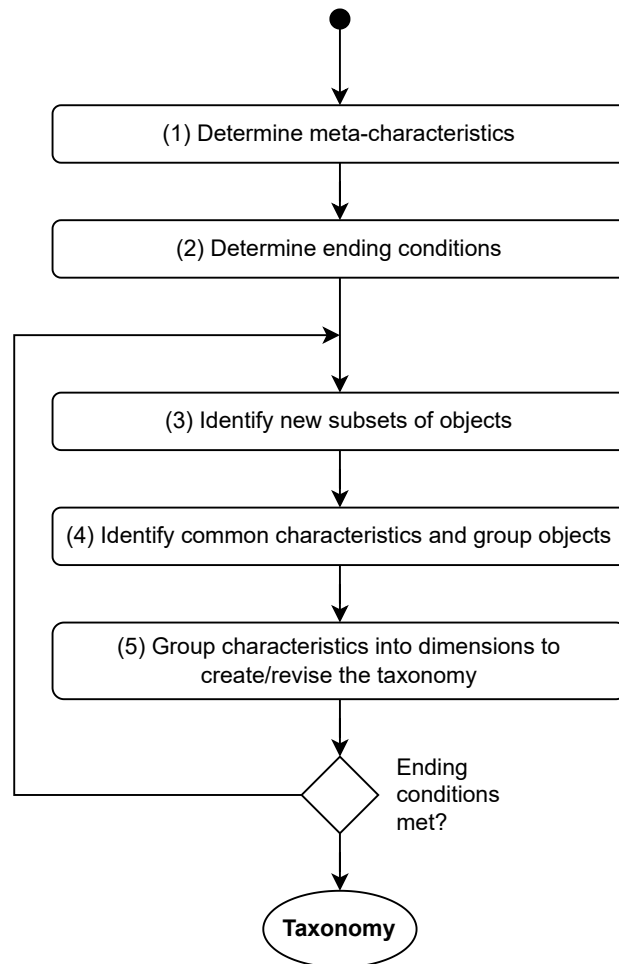 (1) Determine meta-characteristics
(2) Determine ending conditions
(3) Identify new subsets of objects
(4) Identify common characteristics and group objects
(5) Group characteristics into dimensions to
create/revise the taxonomy
Ending
conditions
met?
Taxonomy